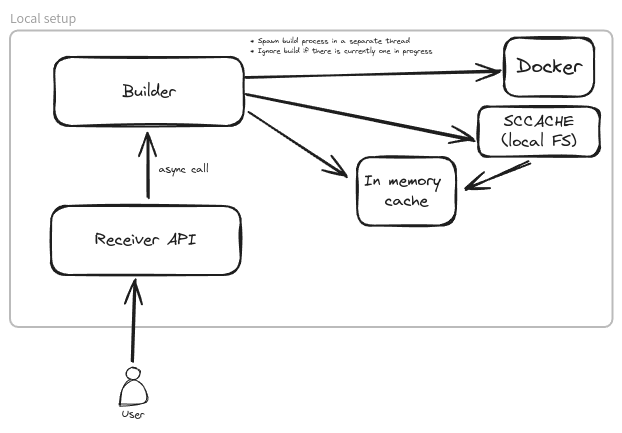 Local setup
* Spawn build process in a separate thread
* Ignore build if there is currently one in progress
Docker
Builder
SCCACHE
(local FS)
async call
In memory
cache
Receiver API
User